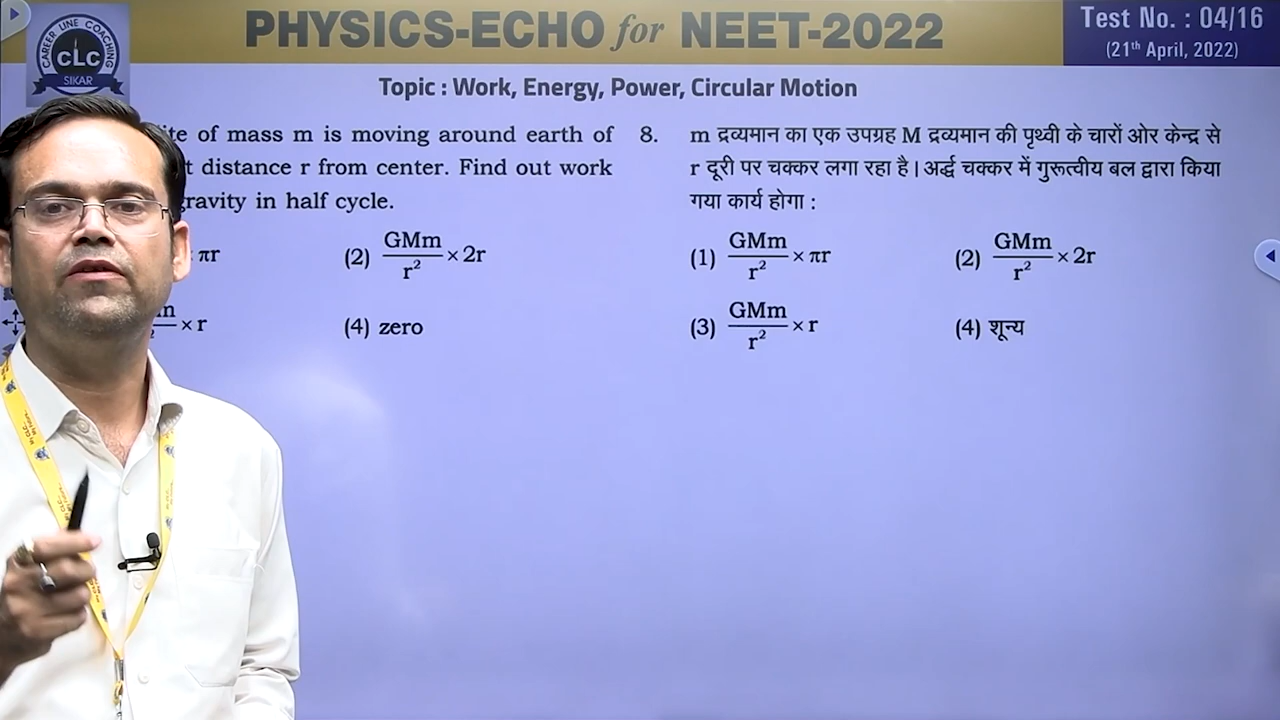 PHYSICS-ECHO for NEET-2022
Test No. : 04/16
(21th April, 2022)
CAREER LINE COACHING
CLC
SIKAR
Topic : Work, Energy, Power, Circular Motion
of mass m is moving around earth of
distance r from center. Find out work
gravity in half cycle.
πr
(2) GMm/r² × 2r
× r
(4) zero
8. m द्रव्यमान का एक उपग्रह M द्रव्यमान की पृथ्वी के चारों ओर केन्द्र से
r दूरी पर चक्कर लगा रहा है। अर्द्ध चक्कर में गुरूत्वीय बल द्वारा किया
गया कार्य होगा :
(1) GMm/r² × πr
(2) GMm/r² × 2r
(3) GMm/r² × r
(4) शून्य